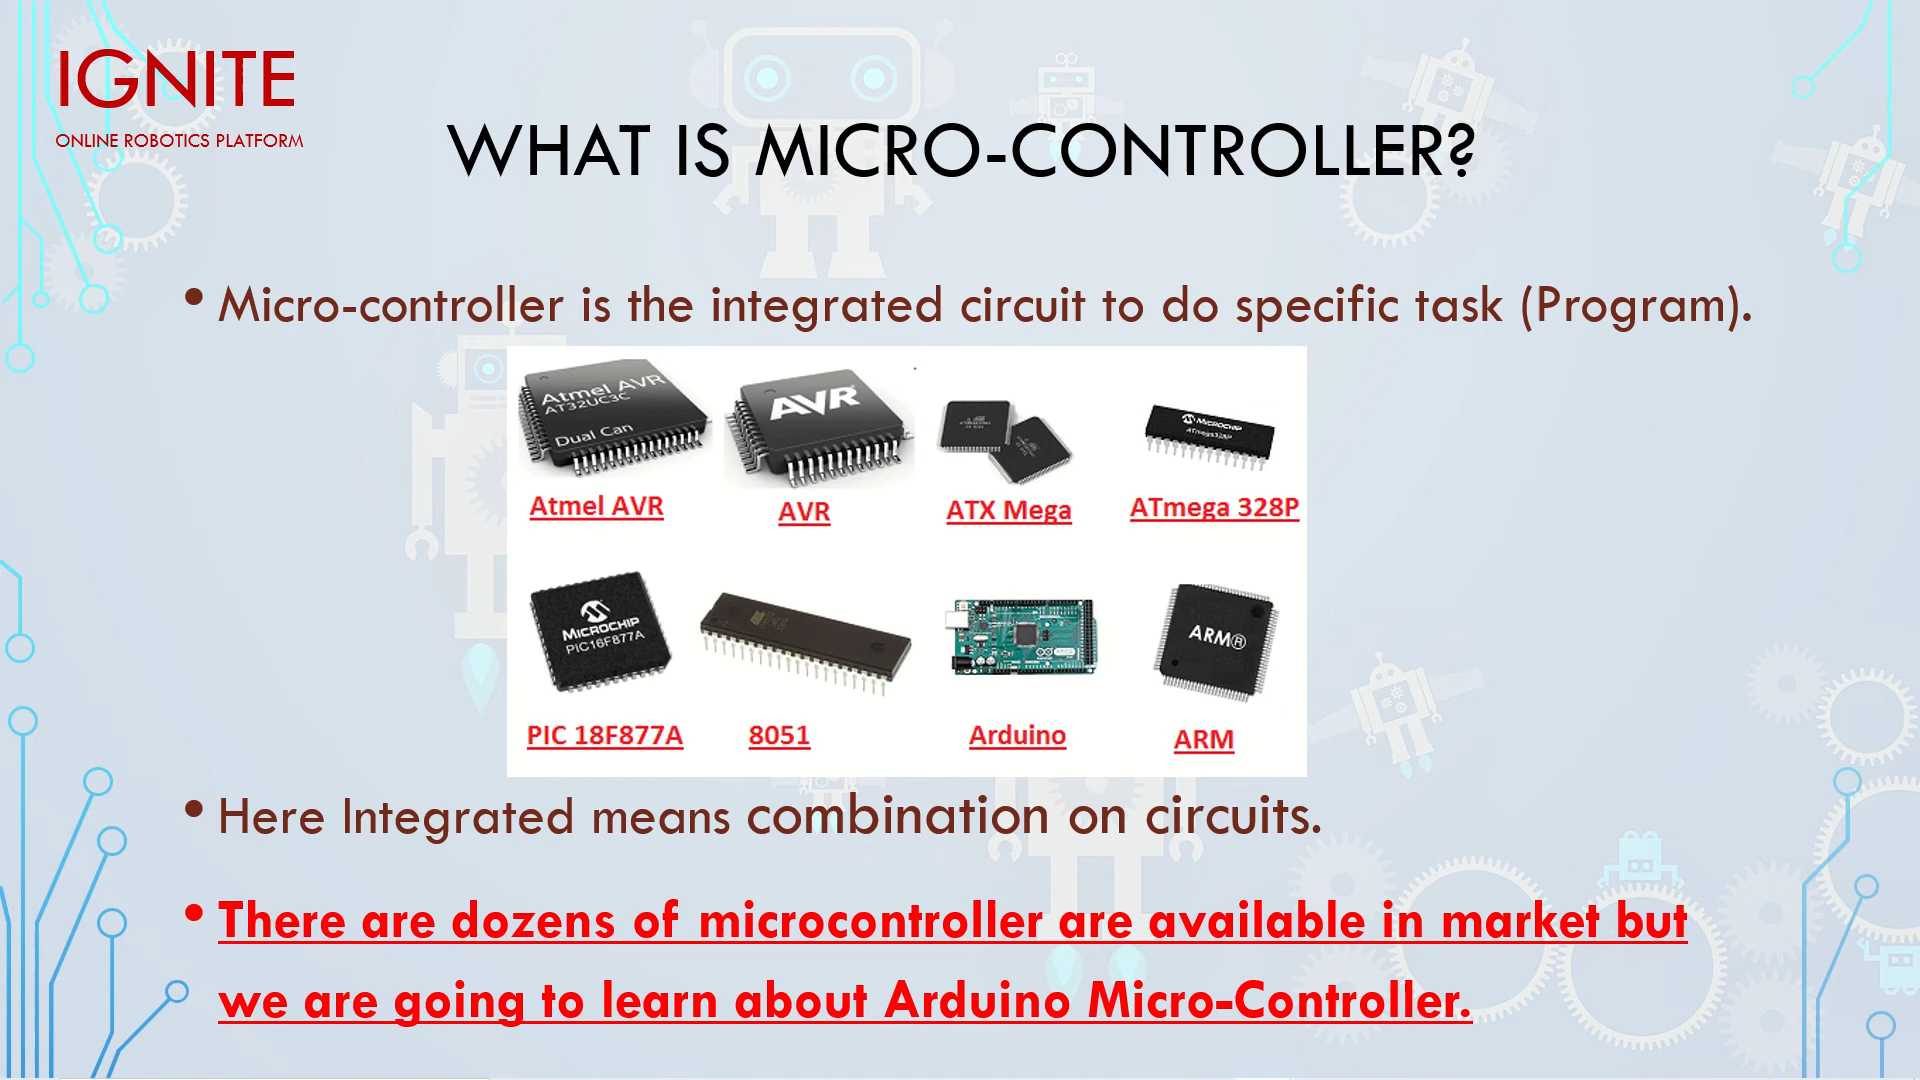 IGNITE
ONLINE ROBOTICS PLATFORM
WHAT IS MICRO-CONTROLLER?
• Micro-controller is the integrated circuit to do specific task (Program).
Atmel AVR
AT32UC3C
Dual Can
AVR
MICROCHIP
ATmega328P
Atmel AVR
AVR
ATX Mega
ATmega 328P
MICROCHIP
PIC16F877A
ARM®
PIC 18F877A
8051
Arduino
ARM
• Here Integrated means combination on circuits.
• There are dozens of microcontroller are available in market but
we are going to learn about Arduino Micro-Controller.